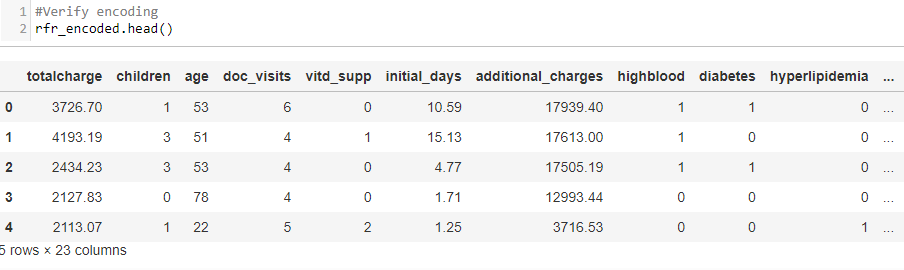 1 #Verify encoding
2 rfr_encoded.head()
totalcharge children age doc_visits vitd_supp initial_days additional_charges highblood diabetes hyperlipidemia ...
0 3726.70 1 53 6 0 10.59 17939.40 1 1 0 ...
1 4193.19 3 51 4 1 15.13 17613.00 1 0 0 ...
2 2434.23 3 53 4 0 4.77 17505.19 1 1 0 ...
3 2127.83 0 78 4 0 1.71 12993.44 0 0 0 ...
4 2113.07 1 22 5 2 1.25 3716.53 0 0 1 ...
5 rows × 23 columns